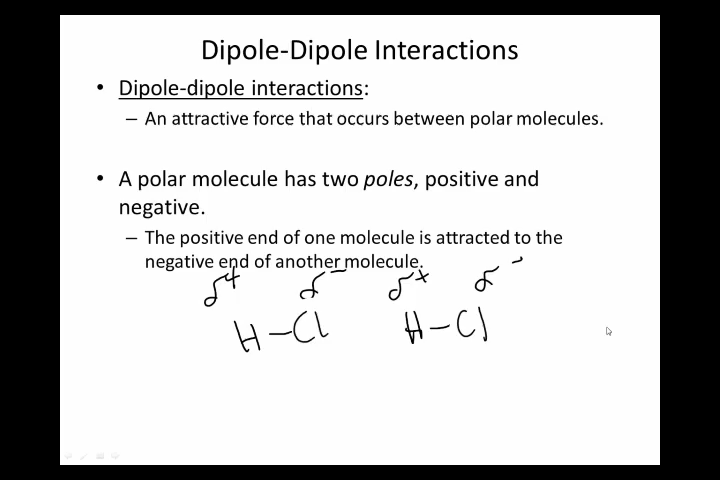 Dipole-Dipole Interactions
• Dipole-dipole interactions:
– An attractive force that occurs between polar molecules.
• A polar molecule has two poles, positive and
negative.
– The positive end of one molecule is attracted to the
negative end of another molecule.
δ+ δ− δ+ δ−
H−Cl H−Cl